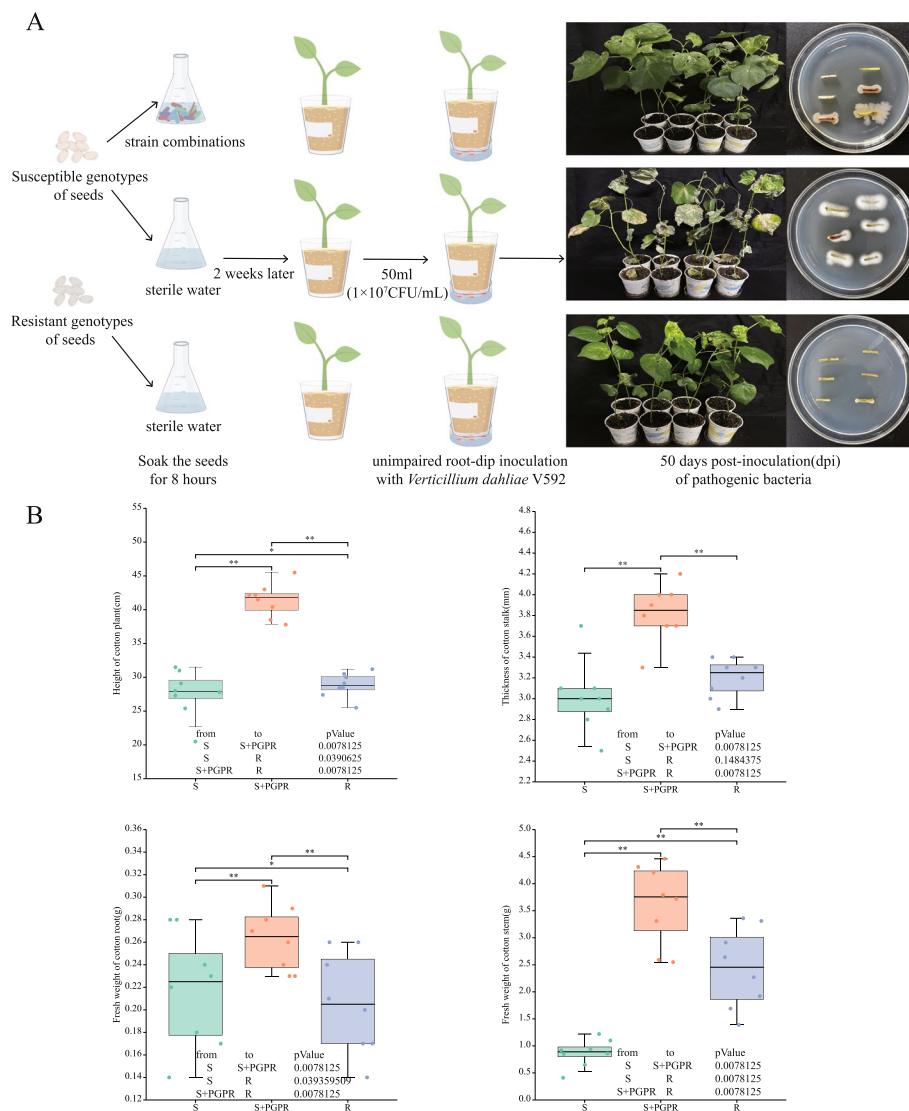 A
strain combinations
Susceptible genotypes
of seeds
sterile water
2 weeks later
50ml
(1×10⁷CFU/mL)
Resistant genotypes
of seeds
sterile water
Soak the seeds
for 8 hours
unimpaired root-dip inoculation
with Verticillium dahliae V592
50 days post-inoculation(dpi)
of pathogenic bacteria
B
Height of cotton plant(cm)
60
55
50
45
40
35
30
25
20
15
**
*
**
from to pValue
S S+PGPR 0.0078125
S R 0.0390625
S+PGPR R 0.0078125
S S+PGPR R
Thickness of cotton stalk(mm)
4.8
4.6
4.4
4.2
4.0
3.8
3.6
3.4
3.2
3.0
2.8
2.6
2.4
2.2
** **
from to pValue
S S+PGPR 0.0078125
S R 0.1484375
S+PGPR R 0.0078125
S S+PGPR R
Fresh weight of cotton root(g)
0.36
0.34
0.32
0.30
0.28
0.26
0.24
0.22
0.20
0.18
0.16
0.14
0.12
**
*
**
from to pValue
S S+PGPR 0.0078125
S R 0.039359509
S+PGPR R 0.0078125
S S+PGPR R
Fresh weight of cotton stem(g)
5.0
4.5
4.0
3.5
3.0
2.5
2.0
1.5
1.0
0.5
0.0
**
**
**
from to pValue
S S+PGPR 0.0078125
S R 0.0078125
S+PGPR R 0.0078125
S S+PGPR R